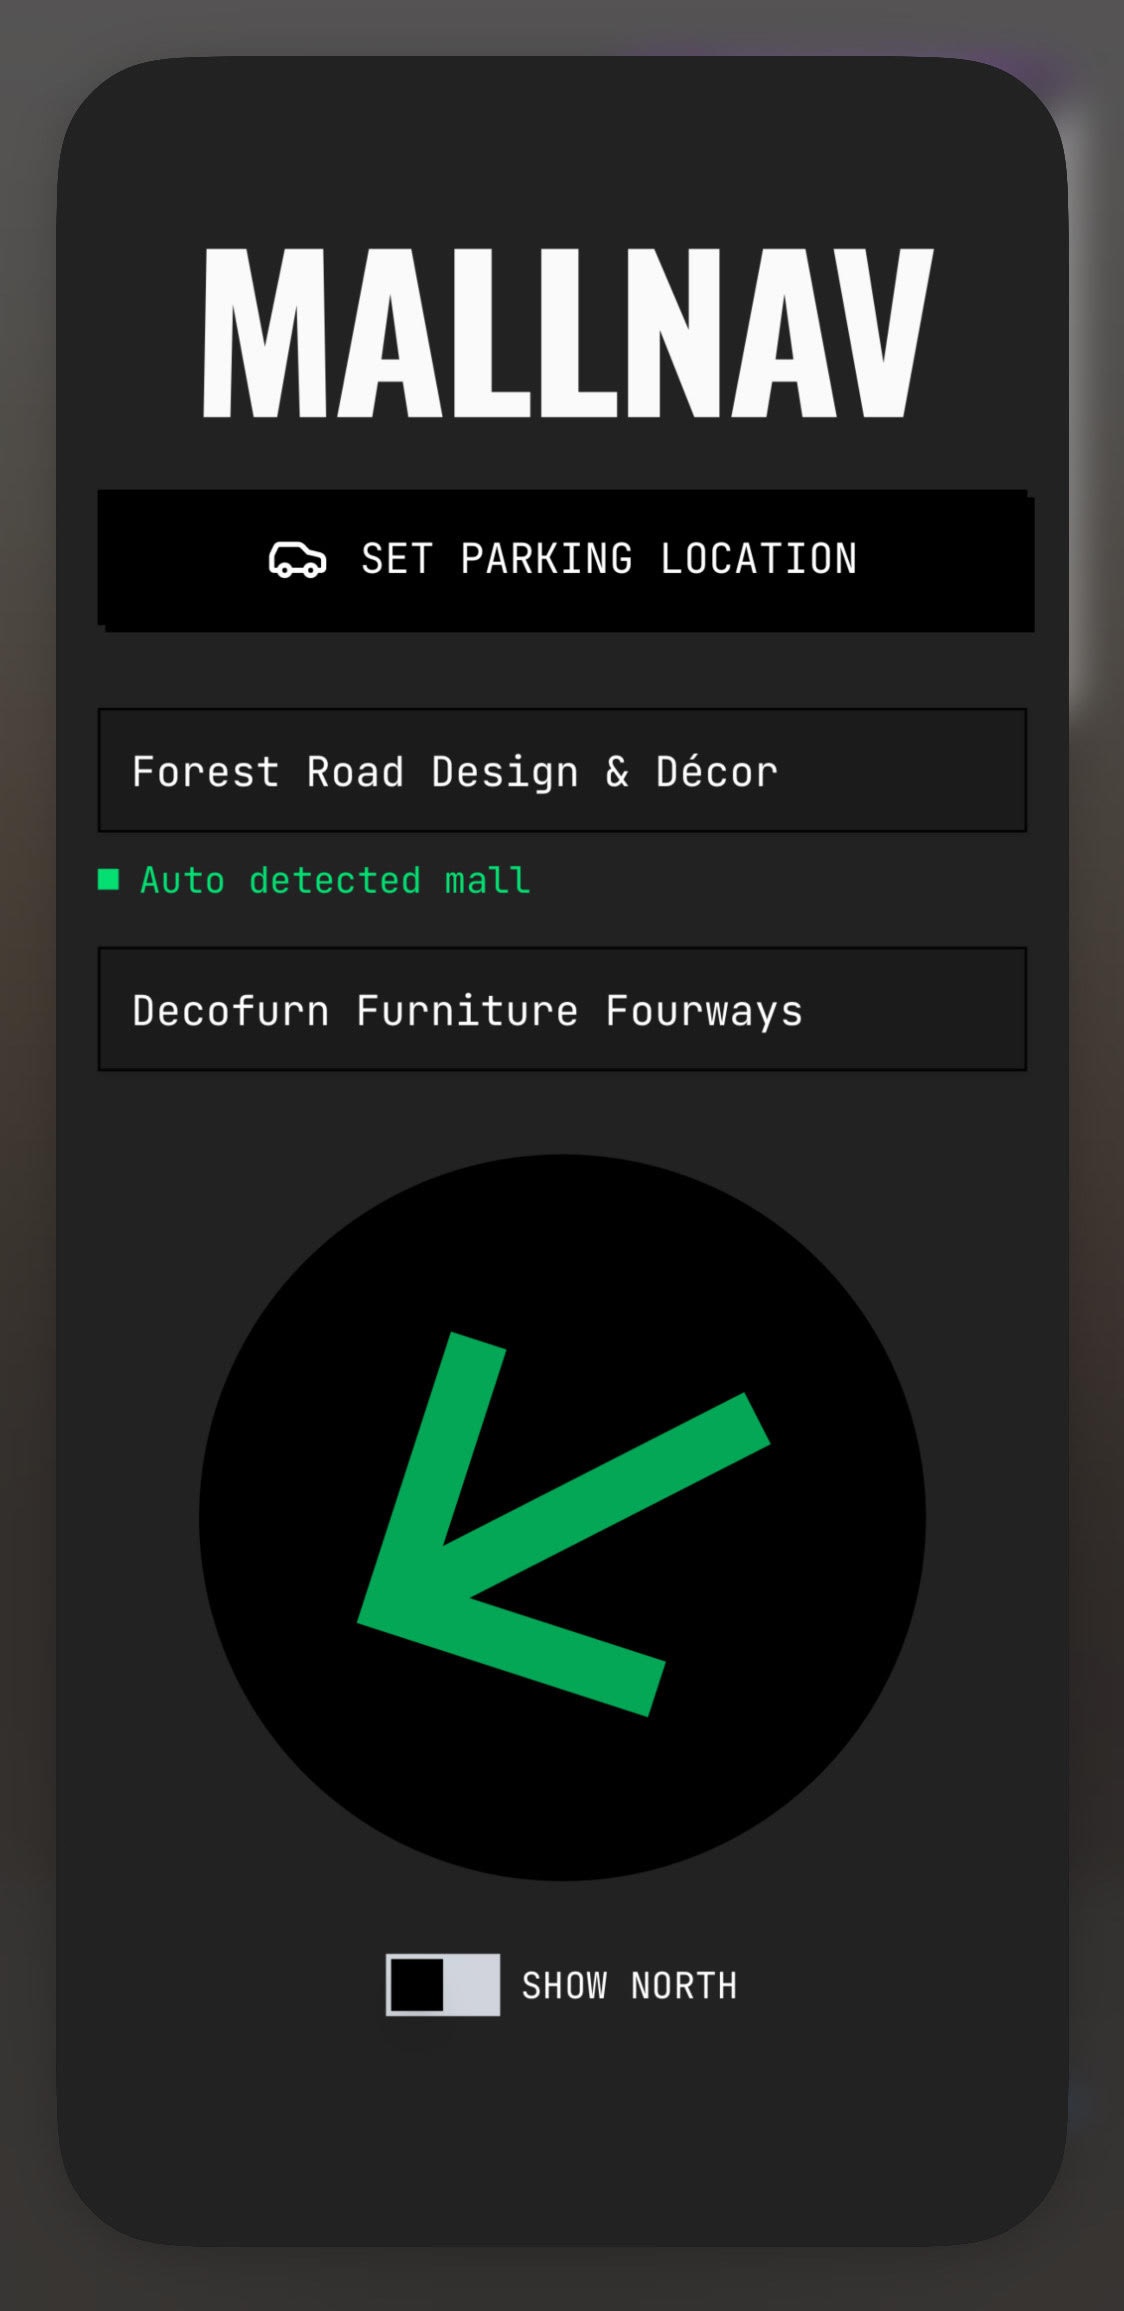 MALLNAV
SET PARKING LOCATION
Forest Road Design & Décor
Auto detected mall
Decofurn Furniture Fourways
SHOW NORTH